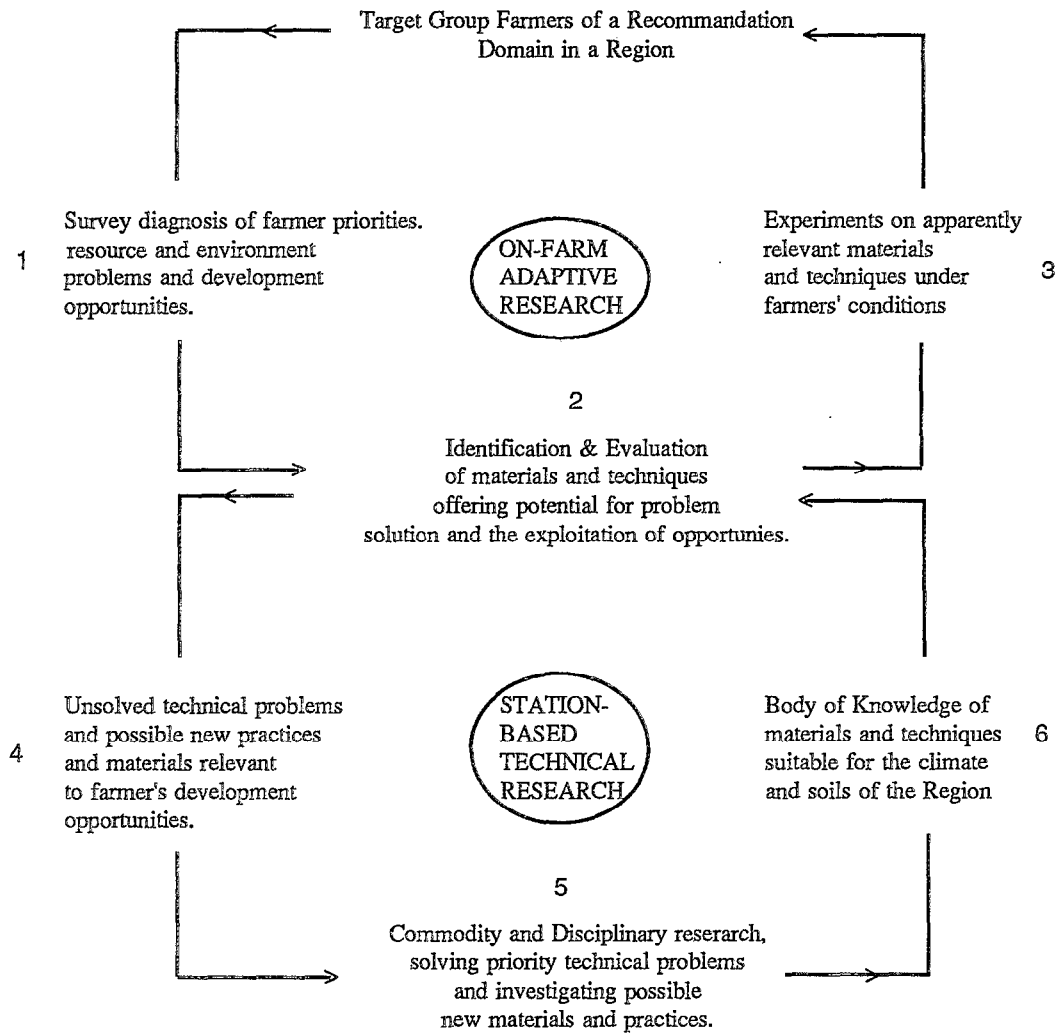 Target Group Farmers of a Recommandation
Domain in a Region
1
Survey diagnosis of farmer priorities.
resource and environment
problems and development
opportunities.
ON-FARM
ADAPTIVE
RESEARCH
Experiments on apparently
relevant materials
and techniques under
farmers' conditions
3
2
Identification & Evaluation
of materials and techniques
offering potential for problem
solution and the exploitation of opportunies.
4
Unsolved technical problems
and possible new practices
and materials relevant
to farmer's development
opportunities.
STATION-
BASED
TECHNICAL
RESEARCH
Body of Knowledge of
materials and techniques
suitable for the climate
and soils of the Region
6
5
Commodity and Disciplinary reserarch,
solving priority technical problems
and investigating possible
new materials and practices.